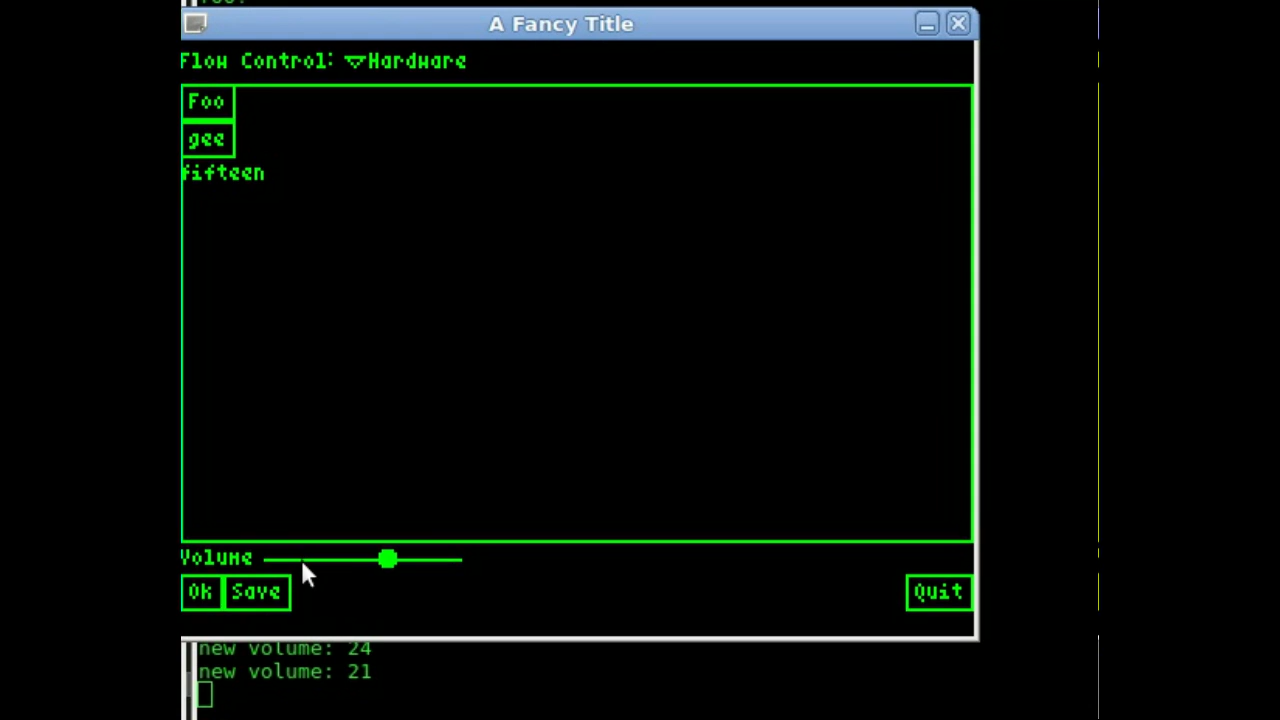 A Fancy Title
Flow Control: Hardware
Foo
gee
fifteen
Volume
Ok Save Quit
new volume: 24
new volume: 21